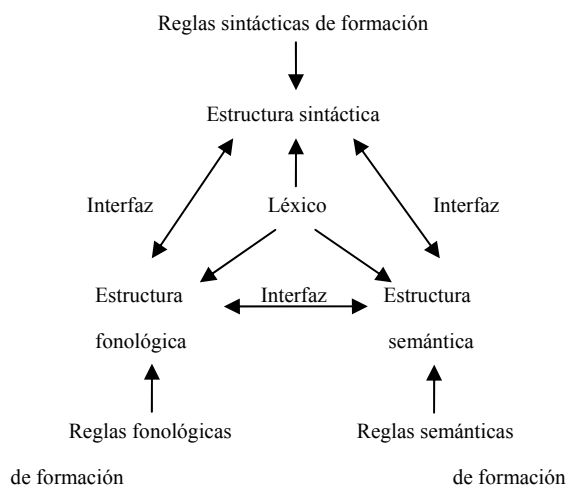 Reglas sintácticas de formación
Estructura sintáctica
Interfaz
Léxico
Interfaz
Estructura
Interfaz
Estructura
fonológica
semántica
Reglas fonológicas
Reglas semánticas
de formación
de formación